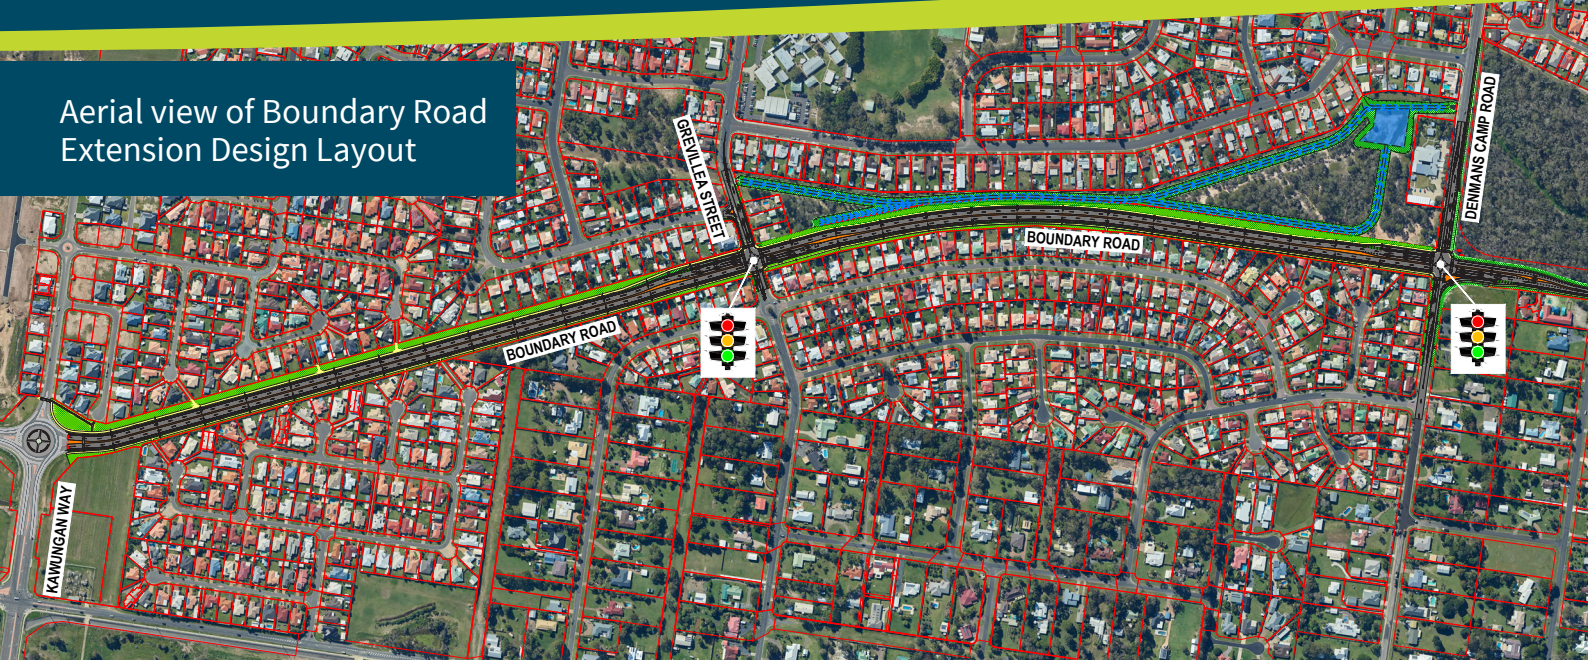 Aerial view of Boundary Road
Extension Design Layout
GREVILLEA STREET
DENMANS CAMP ROAD
BOUNDARY ROAD
BOUNDARY ROAD
KAWUNGAN WAY